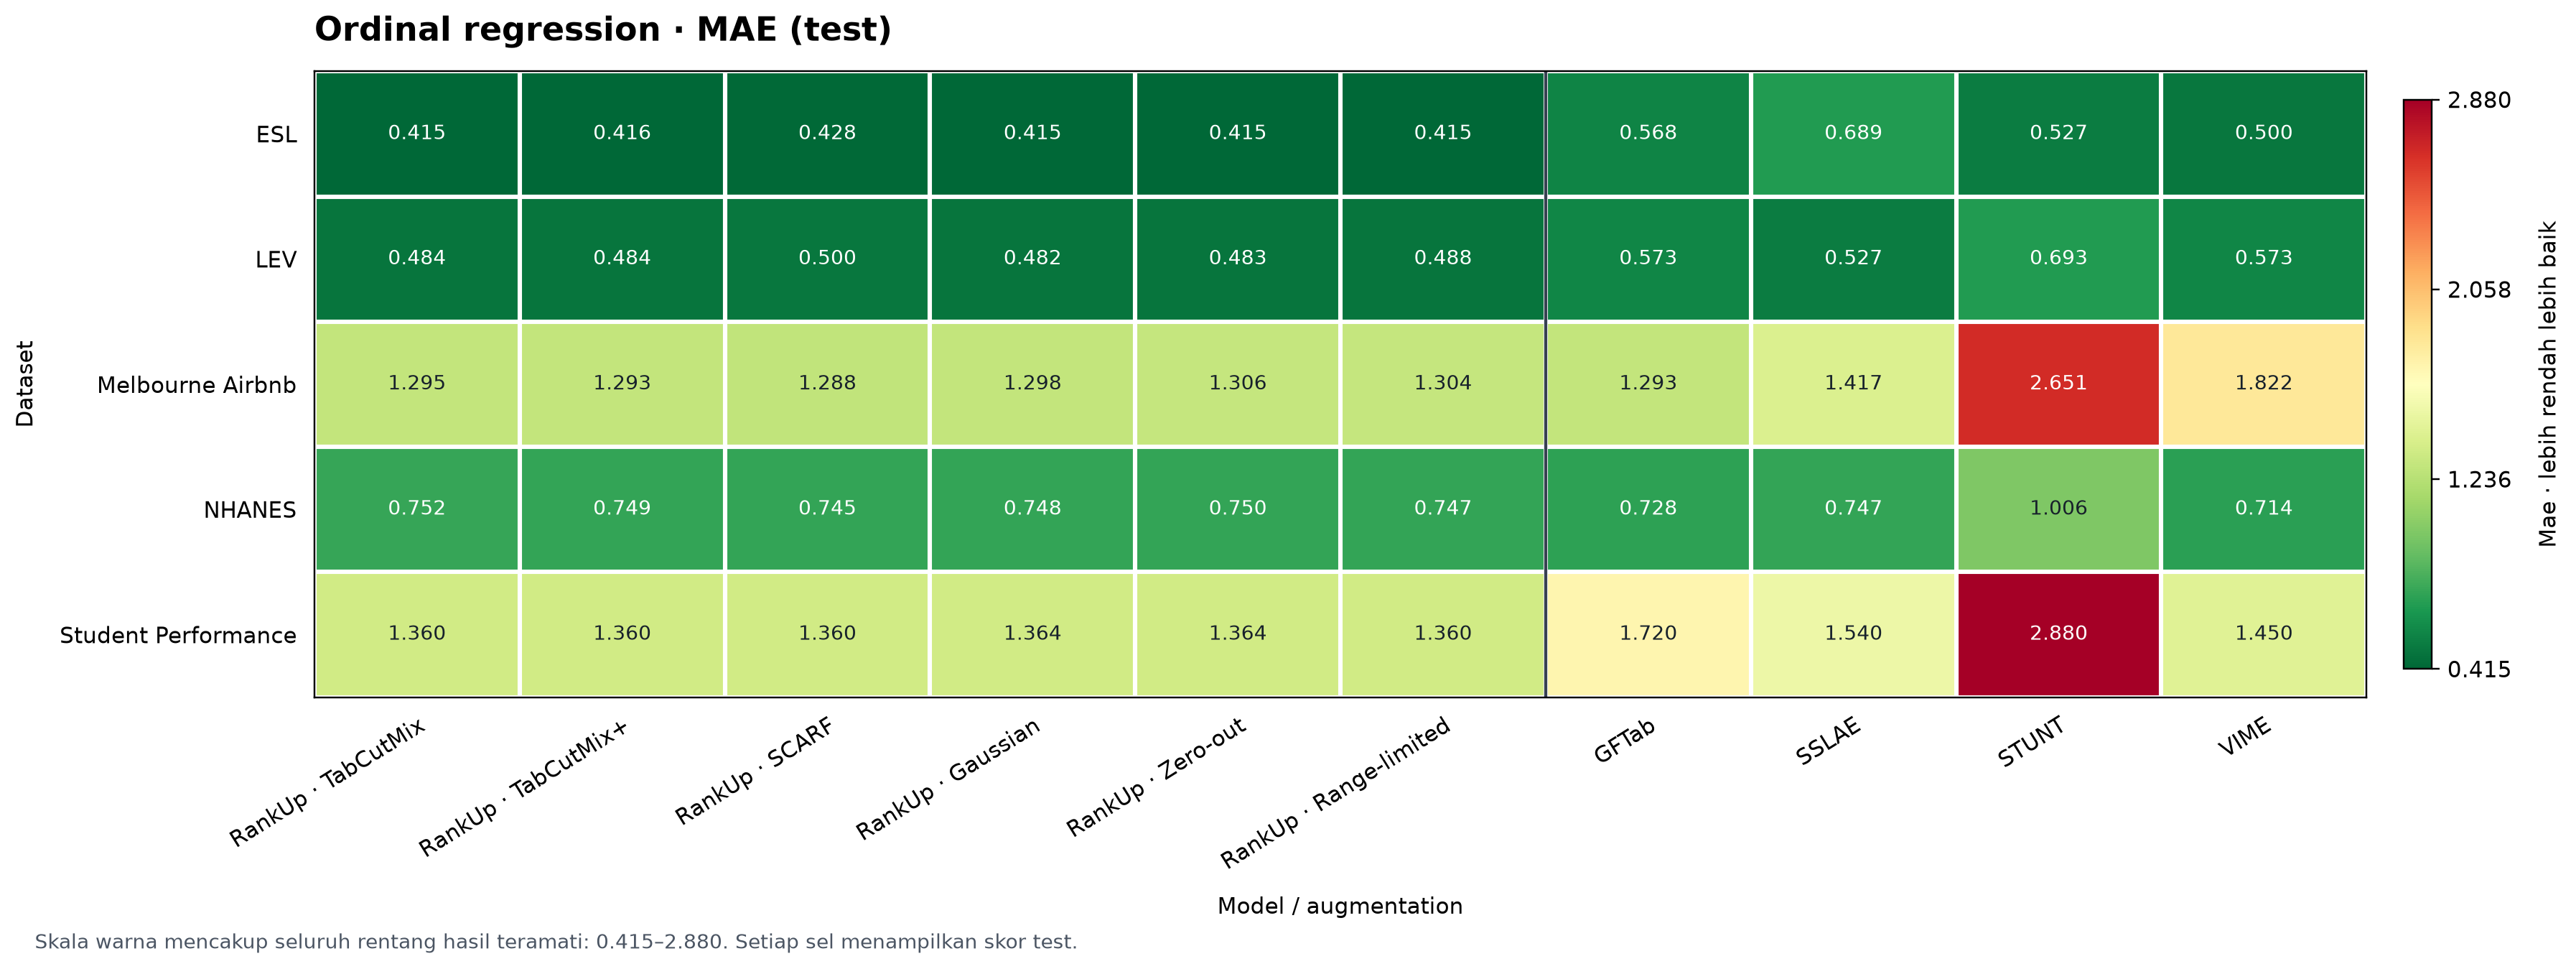 Ordinal regression · MAE (test)
Dataset
ESL 0.415 0.416 0.428 0.415 0.415 0.415 0.568 0.689 0.527 0.500
LEV 0.484 0.484 0.500 0.482 0.483 0.488 0.573 0.527 0.693 0.573
Melbourne Airbnb 1.295 1.293 1.288 1.298 1.306 1.304 1.293 1.417 2.651 1.822
NHANES 0.752 0.749 0.745 0.748 0.750 0.747 0.728 0.747 1.006 0.714
Student Performance 1.360 1.360 1.360 1.364 1.364 1.360 1.720 1.540 2.880 1.450
RankUp · TabCutMix
RankUp · TabCutMix+
RankUp · SCARF
RankUp · Gaussian
RankUp · Zero-out
RankUp · Range-limited
GFTab
SSLAE
STUNT
VIME
Model / augmentation
2.880
2.058
1.236
0.415
Mae · lebih rendah lebih baik
Skala warna mencakup seluruh rentang hasil teramati: 0.415–2.880. Setiap sel menampilkan skor test.